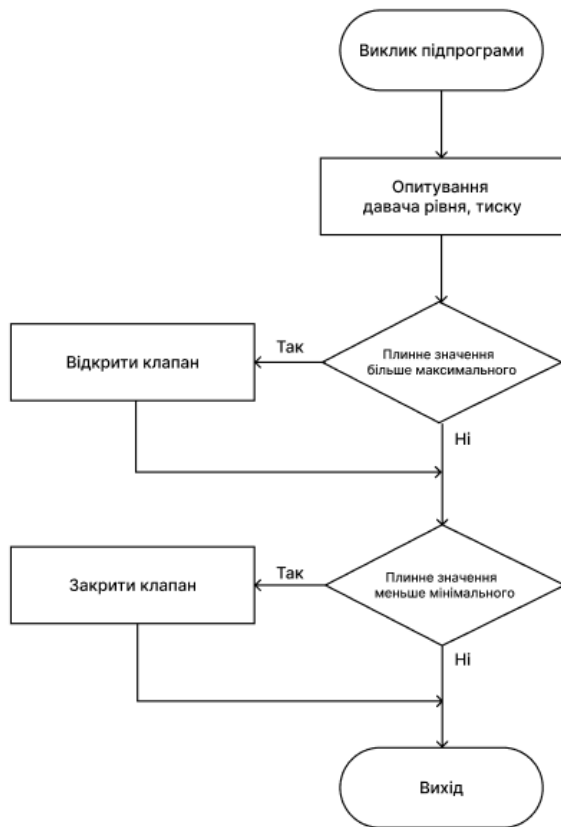 Виклик підпрограми
Опитування
давача рівня, тиску
Плинне значення
більше максимального
Так
Відкрити клапан
Ні
Плинне значення
меньше мінімального
Так
Закрити клапан
Ні
Вихід